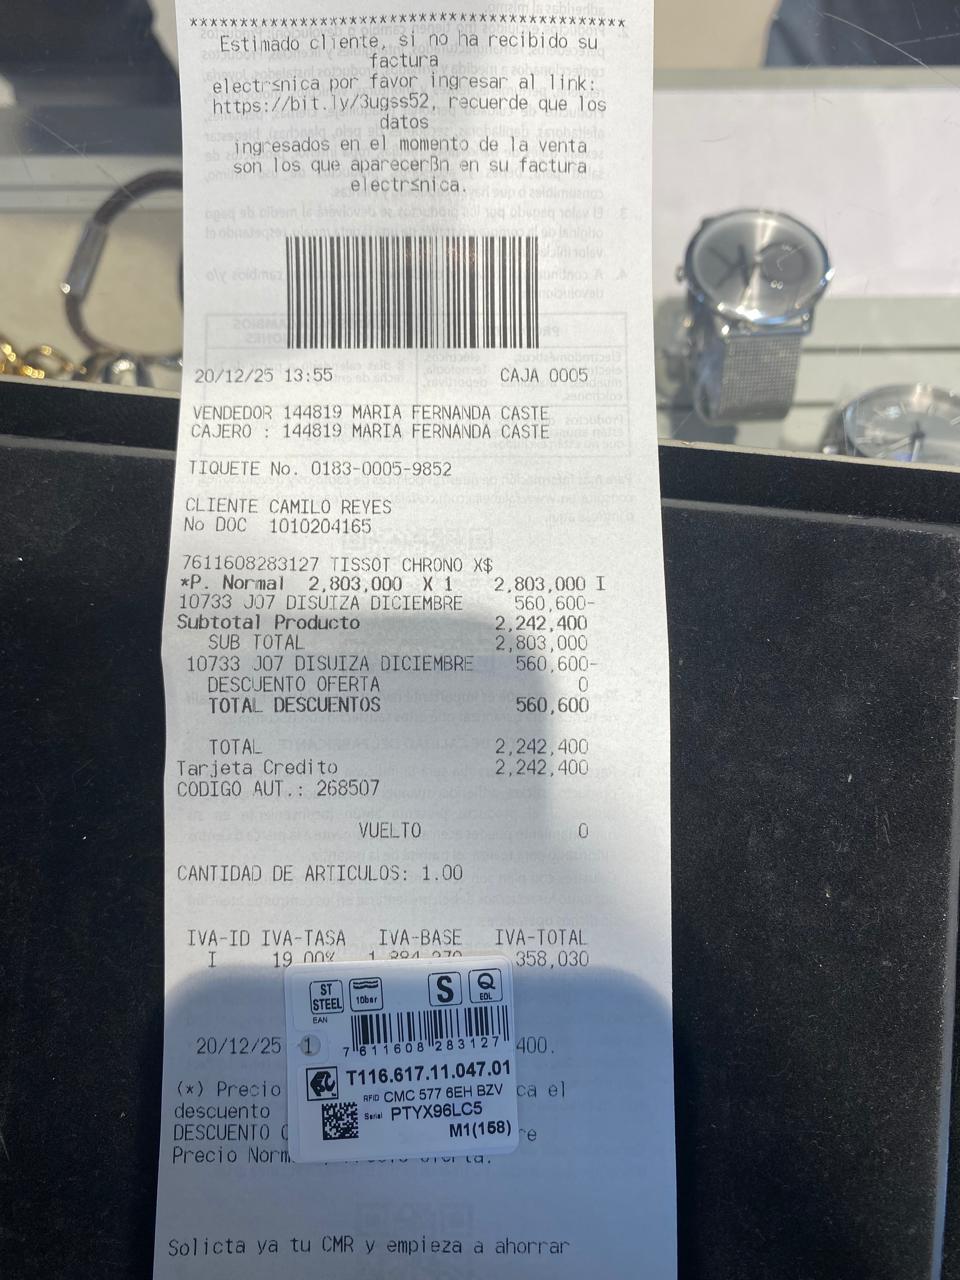 ****************************************************
Estimado cliente, si no ha recibido su
factura
electr≤nica por favor ingresar al link:
https://bit.ly/3ugss52, recuerde que los
datos
ingresados en el momento de la venta
son los que aparecerßn en su factura
electr≤nica.
20/12/25 13:55 CAJA 0005
VENDEDOR 144819 MARIA FERNANDA CASTE
CAJERO : 144819 MARIA FERNANDA CASTE
TIQUETE No. 0183-0005-9852
CLIENTE CAMILO REYES
No DOC 1010204165
7611608283127 TISSOT CHRONO X$
*P. Normal 2,803,000 X 1 2,803,000 I
10733 J07 DISUIZA DICIEMBRE 560,600-
Subtotal Producto 2,242,400
SUB TOTAL 2,803,000
10733 J07 DISUIZA DICIEMBRE 560,600-
DESCUENTO OFERTA 0
TOTAL DESCUENTOS 560,600
TOTAL 2,242,400
Tarjeta Credito 2,242,400
CODIGO AUT.: 268507
VUELTO 0
CANTIDAD DE ARTICULOS: 1.00
IVA-ID IVA-TASA IVA-BASE IVA-TOTAL
I 19.00% 358,030
ST STEEL
10bar
S
Q
EOL
EAN
7 611608 283127
20/12/25 1 400.
T116.617.11.047.01
RFID CMC 577 6EH BZV
Serial PTYX96LC5
M1(158)
(*) Precio ca el
descuento
DESCUENTO re
Precio
Solicta ya tu CMR y empieza a ahorrar